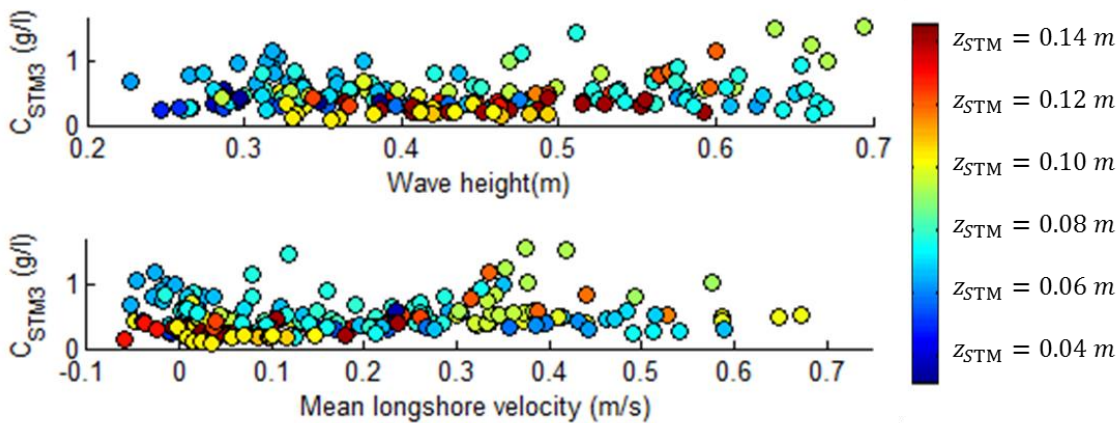 C_STM3 (g/l)
1
0
0.2 0.3 0.4 0.5 0.6 0.7
Wave height(m)
C_STM3 (g/l)
1
0
-0.1 0 0.1 0.2 0.3 0.4 0.5 0.6 0.7
Mean longshore velocity (m/s)
z_STM = 0.14 m
z_STM = 0.12 m
z_STM = 0.10 m
z_STM = 0.08 m
z_STM = 0.06 m
z_STM = 0.04 m